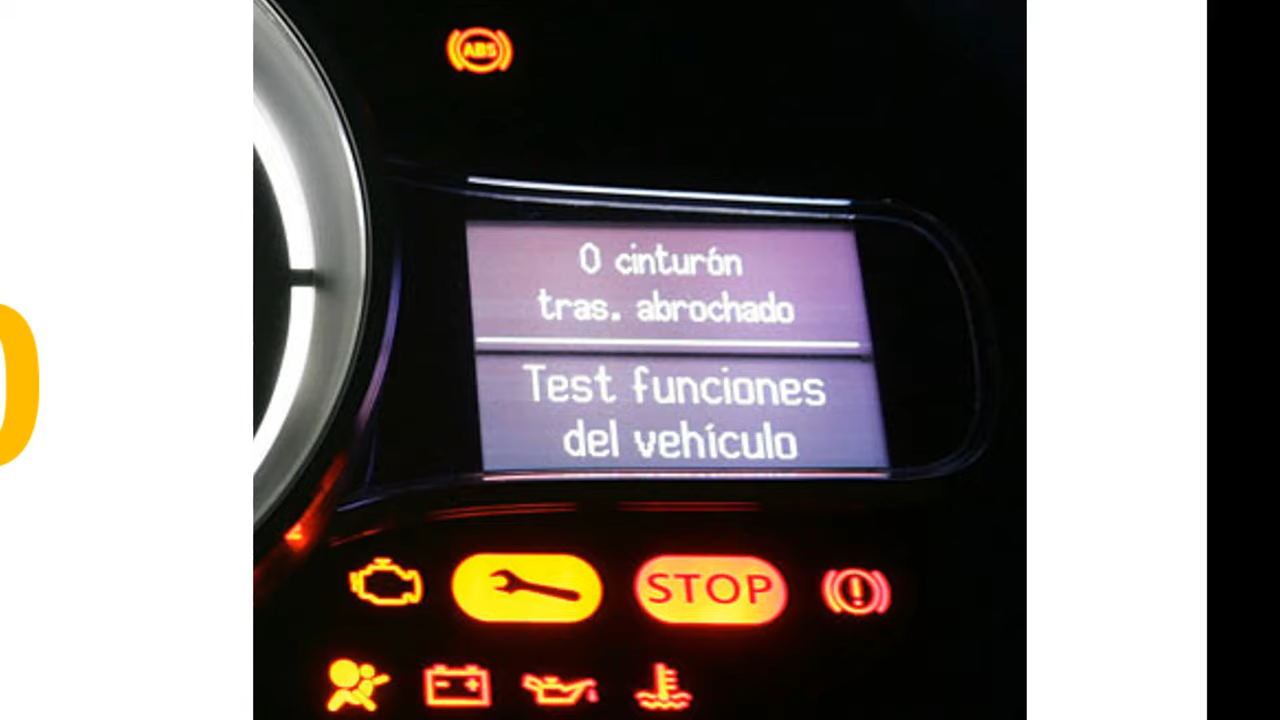 ABS
0 cinturón
tras. abrochado
Test funciones
del vehículo
STOP